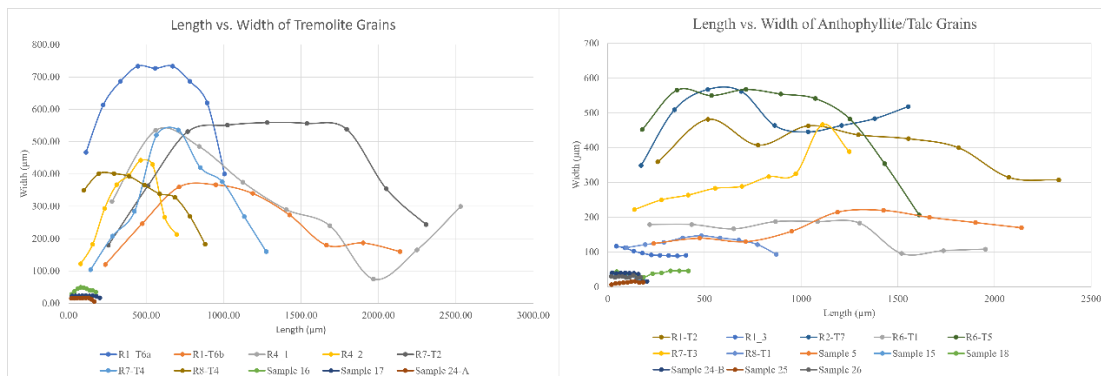 Length vs. Width of Tremolite Grains
800.00
700.00
600.00
500.00
400.00
300.00
200.00
100.00
0.00
Width (µm)
0.00 500.00 1000.00 1500.00 2000.00 2500.00 3000.00
Length (µm)
R1_T6a R1-T6b R4_1 R4_2 R7-T2
R7-T4 R8-T4 Sample 16 Sample 17 Sample 24-A
Length vs. Width of Anthophyllite/Talc Grains
700
600
500
400
300
200
100
0
Width (µm)
0 500 1000 1500 2000 2500
Length (µm)
R1-T2 R1_3 R2-T7 R6-T1 R6-T5
R7-T3 R8-T1 Sample 5 Sample 15 Sample 18
Sample 24-B Sample 25 Sample 26